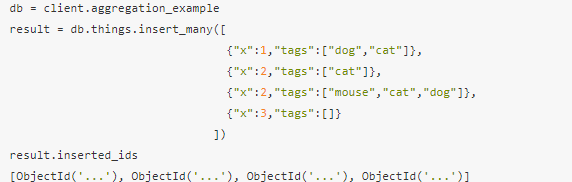 db = client.aggregation_example
result = db.things.insert_many([
{"x":1,"tags":["dog","cat"]},
{"x":2,"tags":["cat"]},
{"x":2,"tags":["mouse","cat","dog"]},
{"x":3,"tags":[]}
])
result.inserted_ids
[ObjectId('...'), ObjectId('...'), ObjectId('...'), ObjectId('...')]